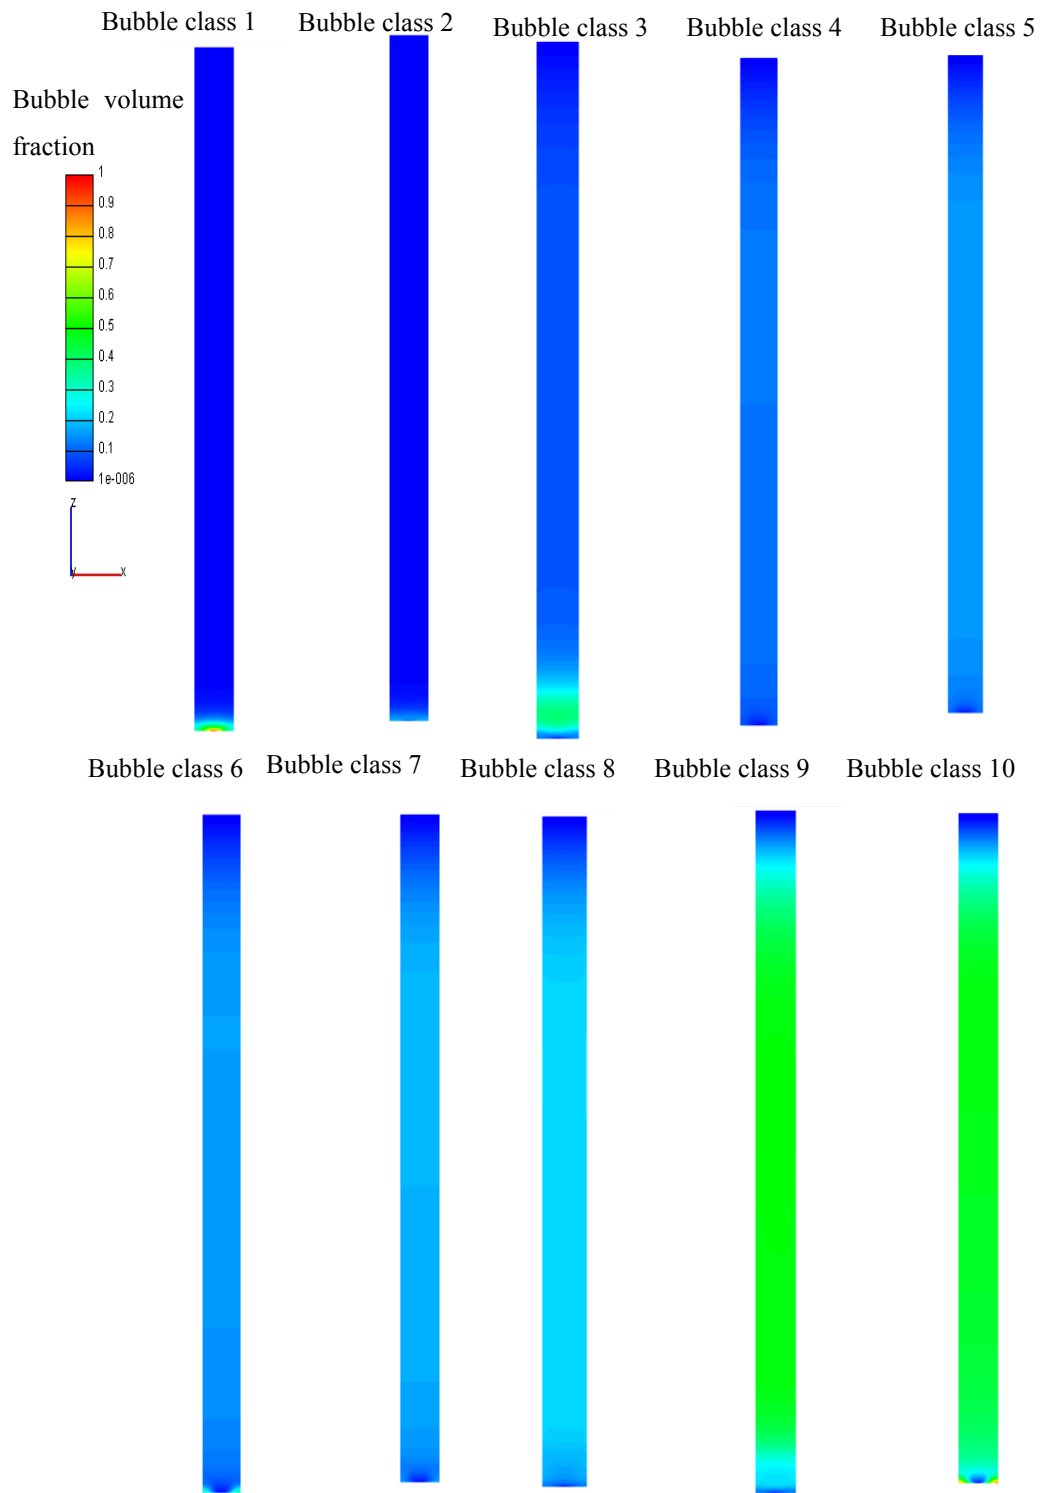 Bubble class 1
Bubble class 2
Bubble class 3
Bubble class 4
Bubble class 5
Bubble volume
fraction
1
0.9
0.8
0.7
0.6
0.5
0.4
0.3
0.2
0.1
1e-006
z
y
x
Bubble class 6
Bubble class 7
Bubble class 8
Bubble class 9
Bubble class 10